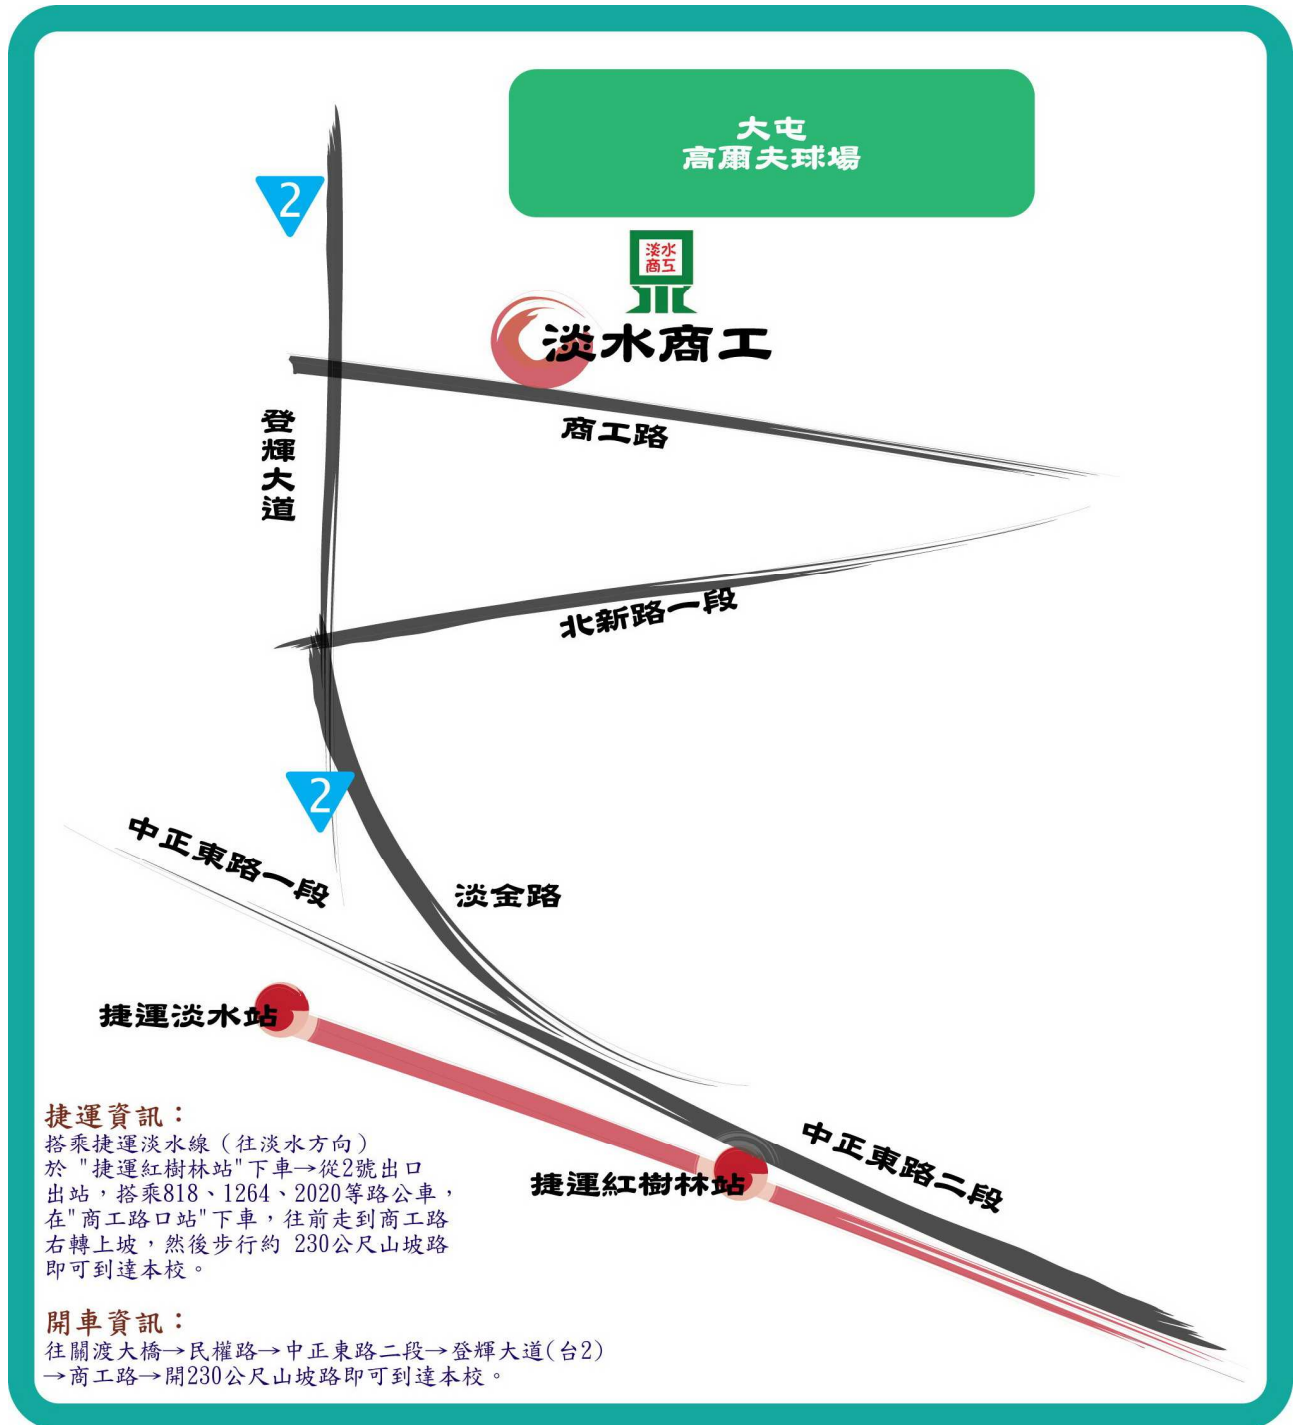 大屯
高爾夫球場
2
淡水
商工
淡水商工
商工路
登輝大道
北新路一段
2
中正東路一段
淡金路
捷運淡水站
中正東路二段
捷運紅樹林站
捷運資訊：
搭乘捷運淡水線（往淡水方向）
於 "捷運紅樹林站"下車→從2號出口
出站，搭乘818、1264、2020等路公車，
在"商工路口站"下車，往前走到商工路
右轉上坡，然後步行約 230公尺山坡路
即可到達本校。
開車資訊：
往關渡大橋→民權路→中正東路二段→登輝大道(台2)
→商工路→開230公尺山坡路即可到達本校。